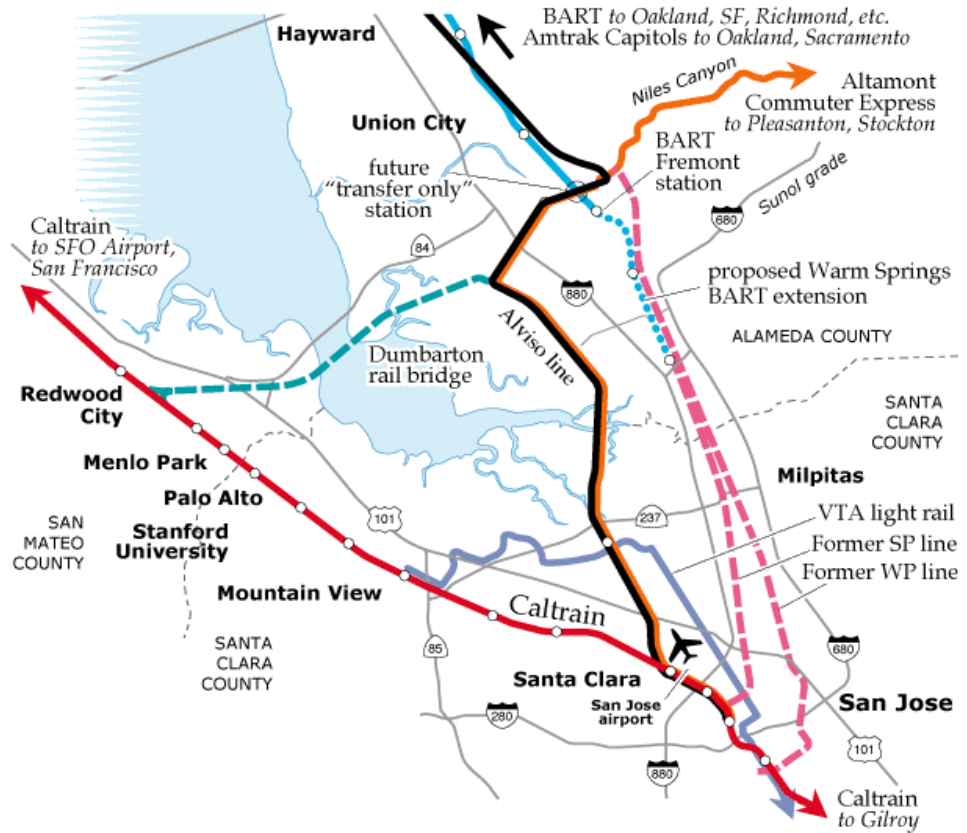 BART to Oakland, SF, Richmond, etc.
Amtrak Capitols to Oakland, Sacramento
Hayward
Niles Canyon
Altamont
Commuter Express
to Pleasanton, Stockton
Union City
BART
Fremont
station
future
“transfer only”
station
Sunol grade
680
Caltrain
to SFO Airport,
San Francisco
84
880
proposed Warm Springs
BART extension
Alviso line
ALAMEDA COUNTY
Dumbarton
rail bridge
Redwood
City
SANTA
CLARA
COUNTY
Menlo Park
Milpitas
Palo Alto
101
237
VTA light rail
SAN
MATEO
COUNTY
Stanford
University
Former SP line
Former WP line
Mountain View
Caltrain
SANTA
CLARA
COUNTY
85
680
Santa Clara
San Jose
airport
San Jose
280
101
880
Caltrain
to Gilroy